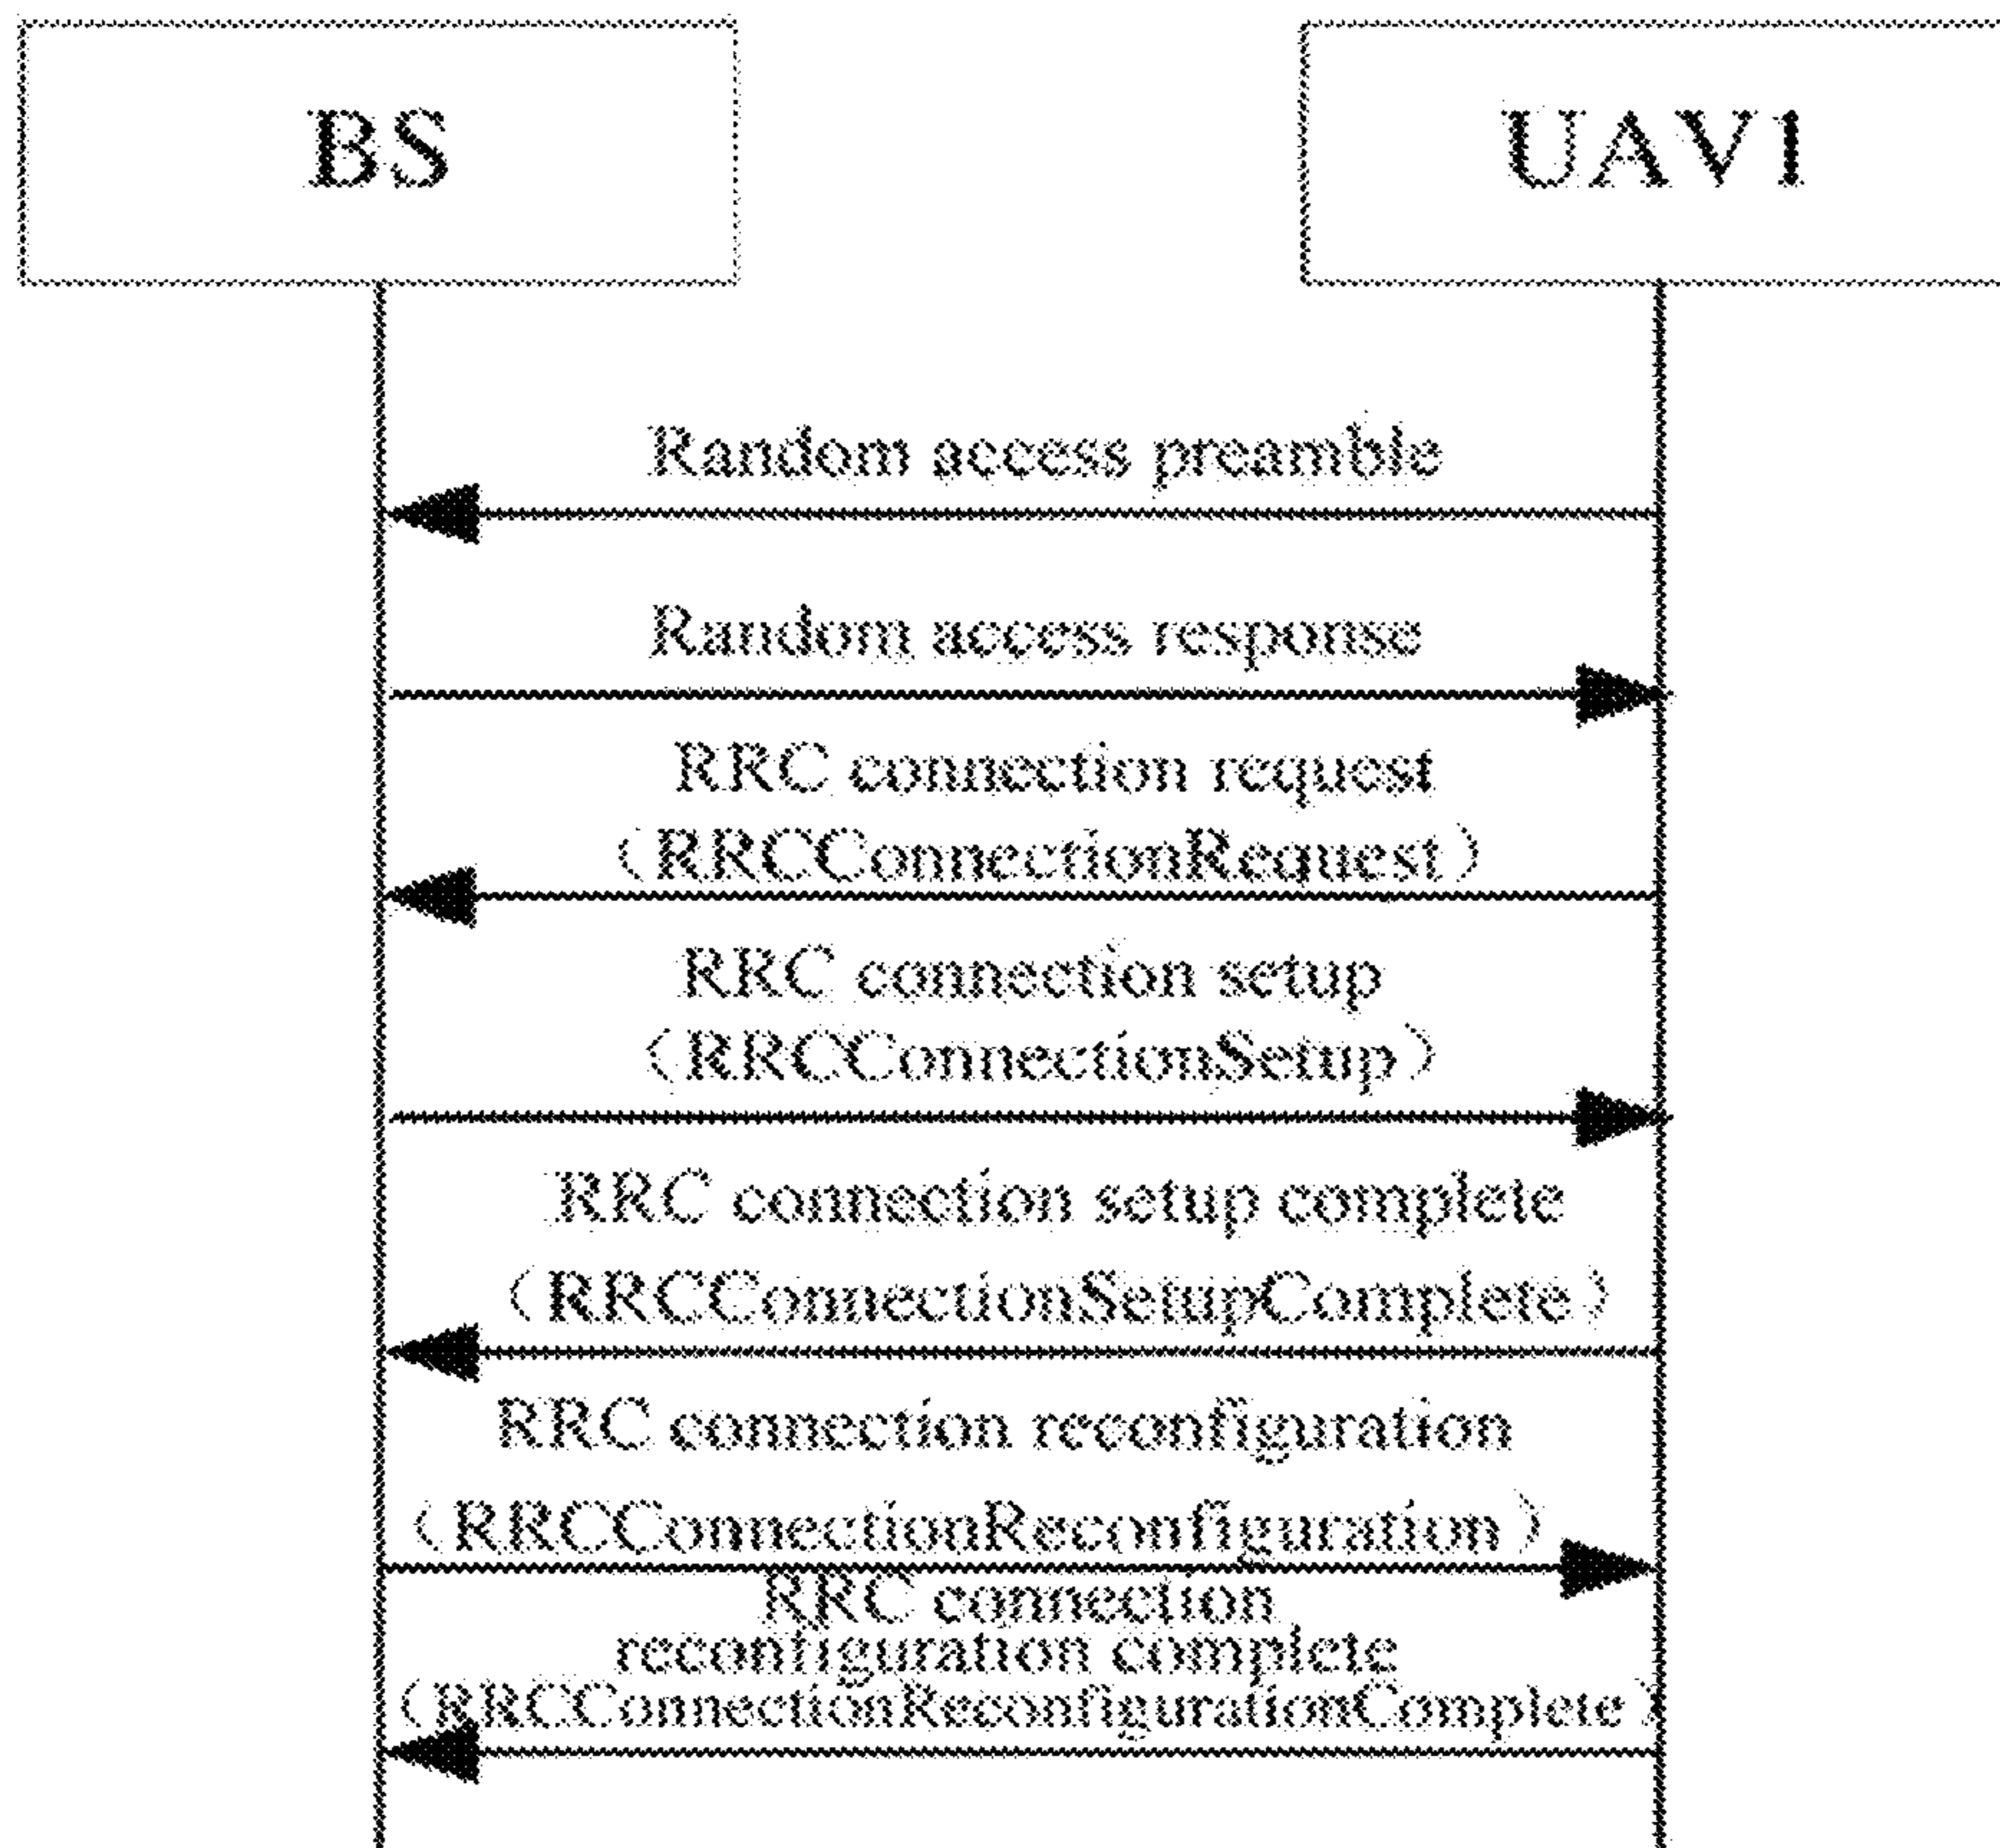 BS
UAV1
Random access preamble
Random access response
RRC connection request
（RRCConnectionRequest）
RRC connection setup
（RRCConnectionSetup）
RRC connection setup complete
（RRCConnectionSetupComplete）
RRC connection reconfiguration
（RRCConnectionReconfiguration）
RRC connection
reconfiguration complete
（RRCConnectionReconfigurationComplete）